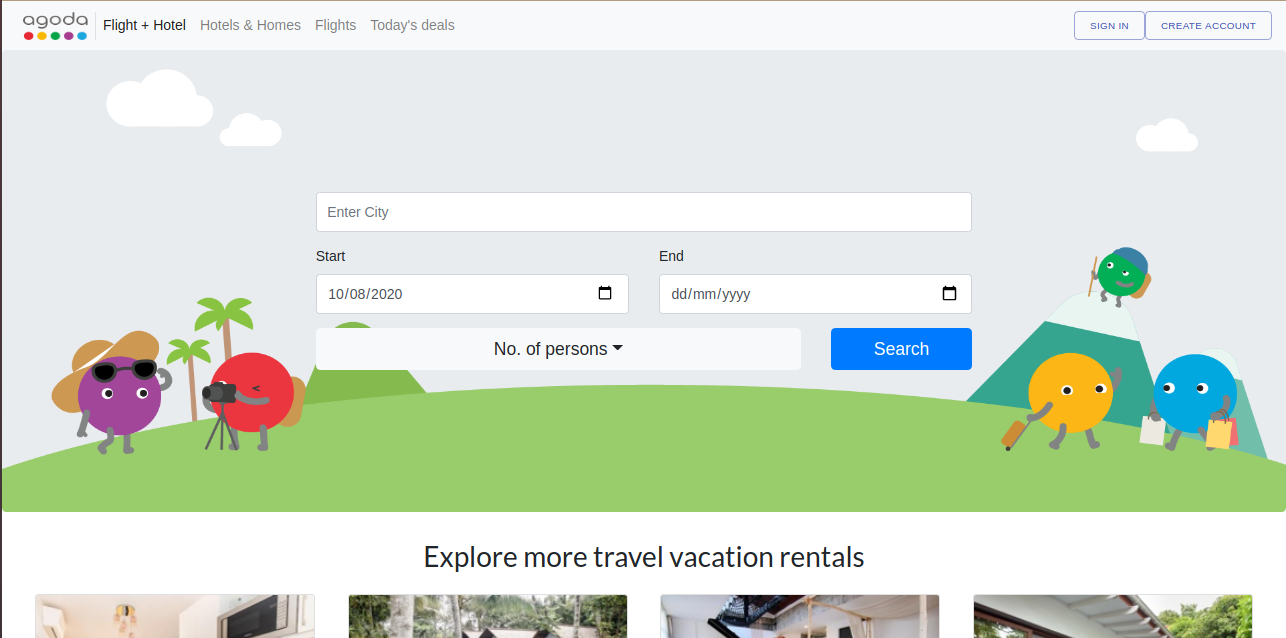 agoda Flight + Hotel Hotels & Homes Flights Today's deals SIGN IN CREATE ACCOUNT
Enter City
Start End
10/08/2020 dd/mm/yyyy
No. of persons Search
Explore more travel vacation rentals